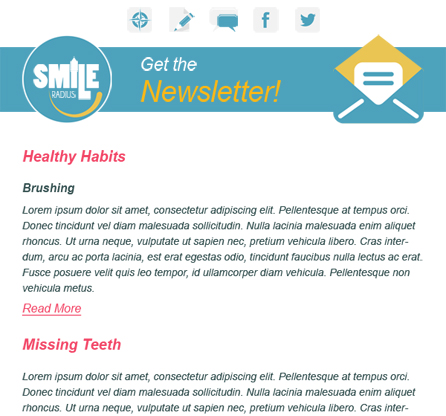 SMILE
RADIUS
Get the
Newsletter!
Healthy Habits
Brushing
Lorem ipsum dolor sit amet, consectetur adipiscing elit. Pellentesque at tempus orci.
Donec tincidunt vel diam malesuada sollicitudin. Nulla lacinia malesuada enim aliquet
rhoncus. Ut urna neque, vulputate ut sapien nec, pretium vehicula libero. Cras inter-
dum, arcu ac porta lacinia, est erat egestas odio, tincidunt faucibus nulla lectus ac erat.
Fusce posuere velit quis leo tempor, id ullamcorper diam vehicula. Pellentesque non
vehicula metus.
Read More
Missing Teeth
Lorem ipsum dolor sit amet, consectetur adipiscing elit. Pellentesque at tempus orci.
Donec tincidunt vel diam malesuada sollicitudin. Nulla lacinia malesuada enim aliquet
rhoncus. Ut urna neque, vulputate ut sapien nec, pretium vehicula libero. Cras inter-